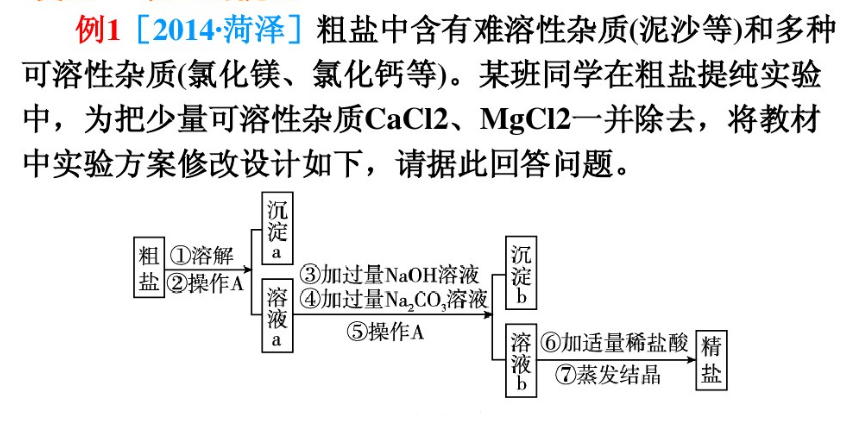 例1 [2014·菏泽] 粗盐中含有难溶性杂质(泥沙等)和多种
可溶性杂质(氯化镁、氯化钙等)。某班同学在粗盐提纯实验
中，为把少量可溶性杂质CaCl2、MgCl2一并除去，将教材
中实验方案修改设计如下，请据此回答问题。
粗盐
①溶解
②操作A
沉淀a
溶液a
③加过量NaOH溶液
④加过量Na₂CO₃溶液
⑤操作A
沉淀b
溶液b
⑥加适量稀盐酸
⑦蒸发结晶
精盐